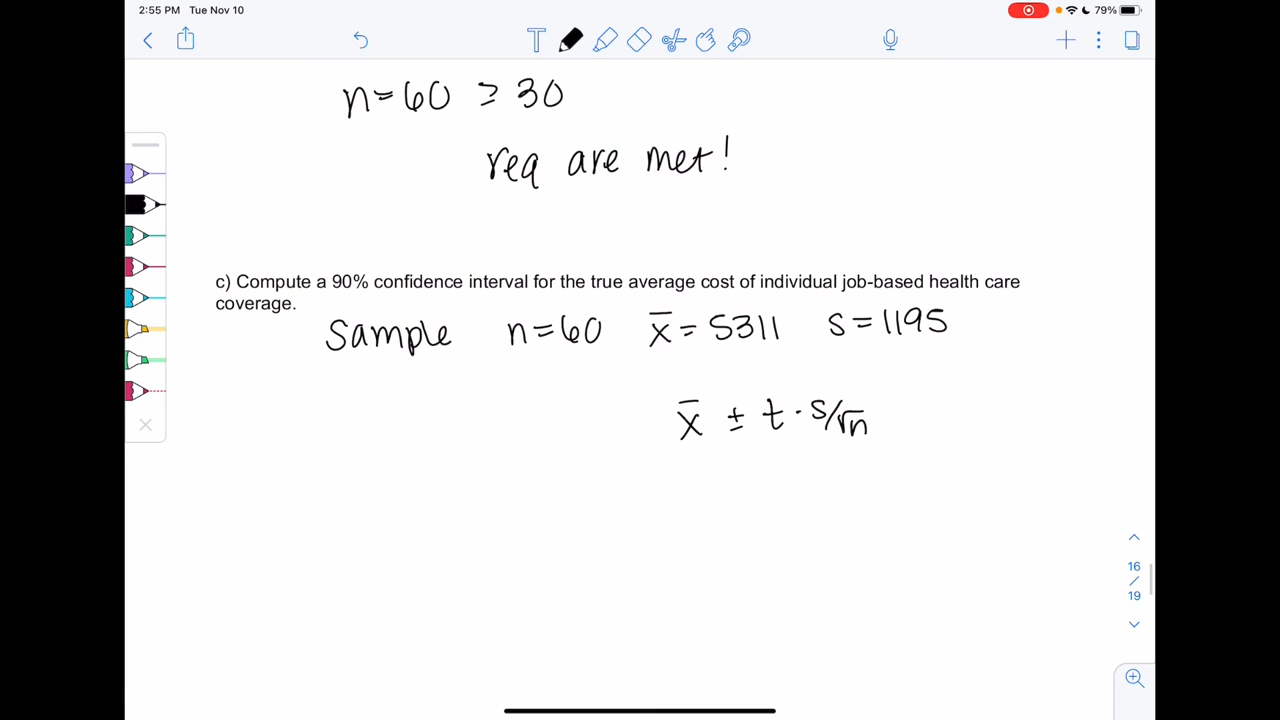 2:55 PM Tue Nov 10 79%
T
n=60 ≥ 30
req are met!
c) Compute a 90% confidence interval for the true average cost of individual job-based health care
coverage.
Sample n=60 x̄ = 5311 s=1195
x̄ ± t · s/√n
16
/
19